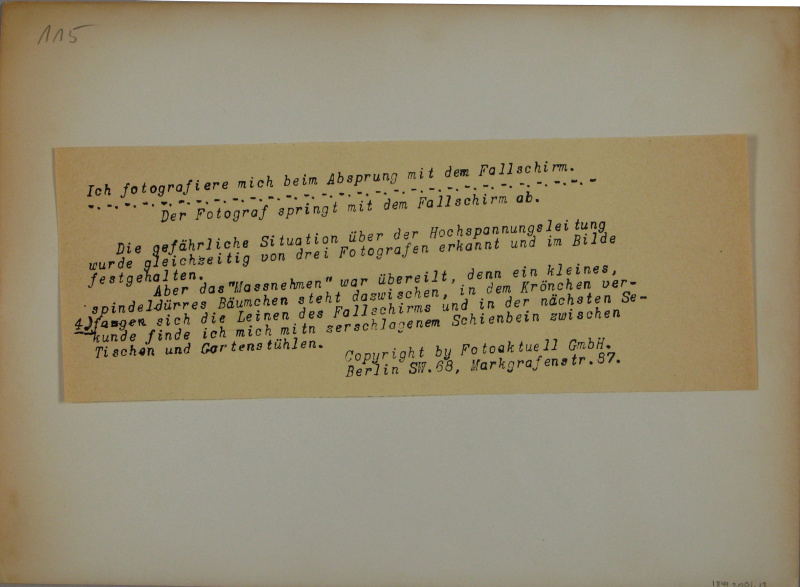 115
Ich fotografiere mich beim Absprung mit dem Fallschirm.
Der Fotograf springt mit dem Fallschirm ab.
Die gefährliche Situation über der Hochspannungsleitung
wurde gleichzeitig von drei Fotografen erkannt und im Bilde
festgehalten.
Aber das "Massnehmen" war übereilt, denn ein kleines,
spindeldürres Bäumchen steht dazwischen, in dem Krönchen ver-
4) fangen sich die Leinen des Fallschirms und in der nächsten Se-
kunde finde ich mich mitn zerschlagenem Schienbein zwischen
Tischen und Gartenstühlen.
Copyright by Fotoaktuell GmbH.
Berlin SW.68, Markgrafenstr.87.